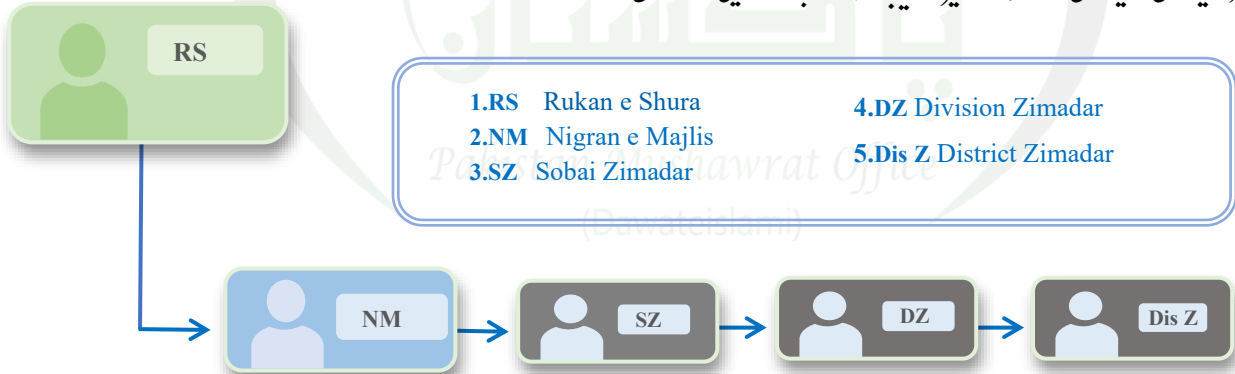 RS
1.RS Rukan e Shura
2.NM Nigran e Majlis
3.SZ Sobai Zimadar
4.DZ Division Zimadar
5.Dis Z District Zimadar
پاکستان
Pakistan Mushawrat Office
(Dawateislami)
NM
SZ
DZ
Dis Z